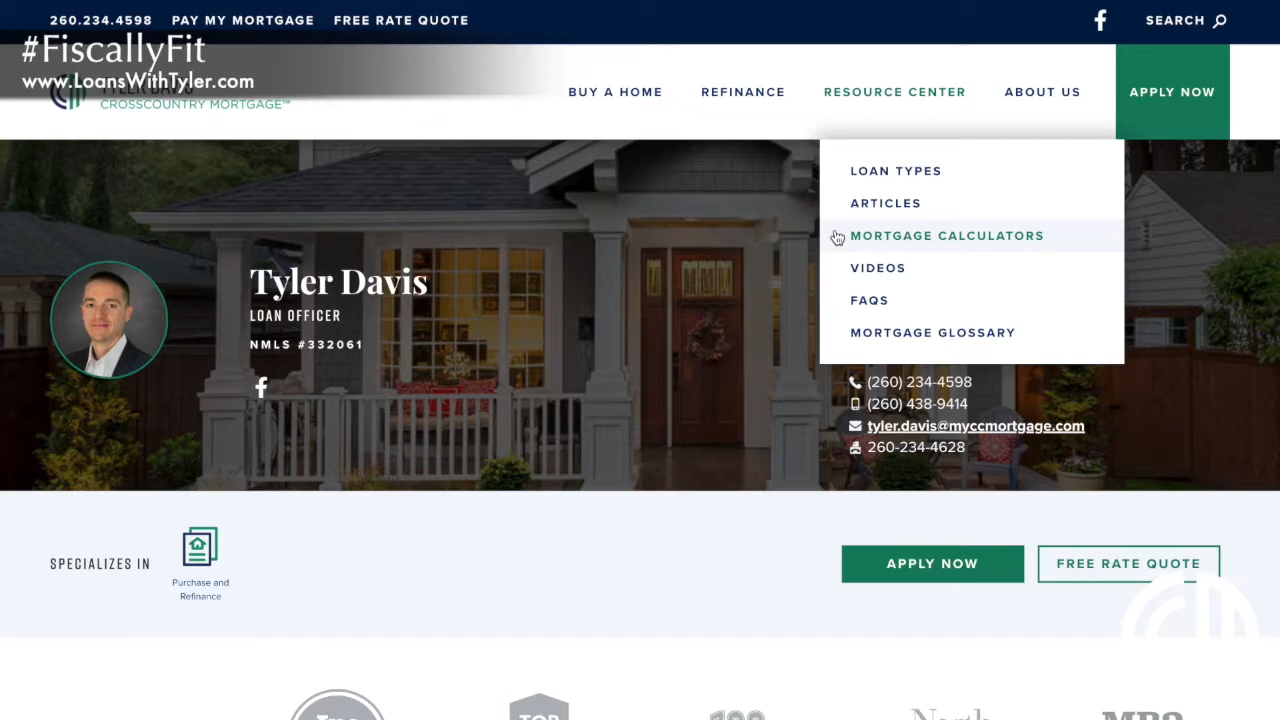 260.234.4598 PAY MY MORTGAGE FREE RATE QUOTE SEARCH
#FiscallyFit
www.LoansWithTyler.com
CROSSCOUNTRY MORTGAGE™
BUY A HOME REFINANCE RESOURCE CENTER ABOUT US APPLY NOW
LOAN TYPES
ARTICLES
MORTGAGE CALCULATORS
VIDEOS
FAQS
MORTGAGE GLOSSARY
Tyler Davis
LOAN OFFICER
NMLS #332061
(260) 234-4598
(260) 438-9414
tyler.davis@myccmortgage.com
260-234-4628
SPECIALIZES IN
Purchase and
Refinance
APPLY NOW FREE RATE QUOTE